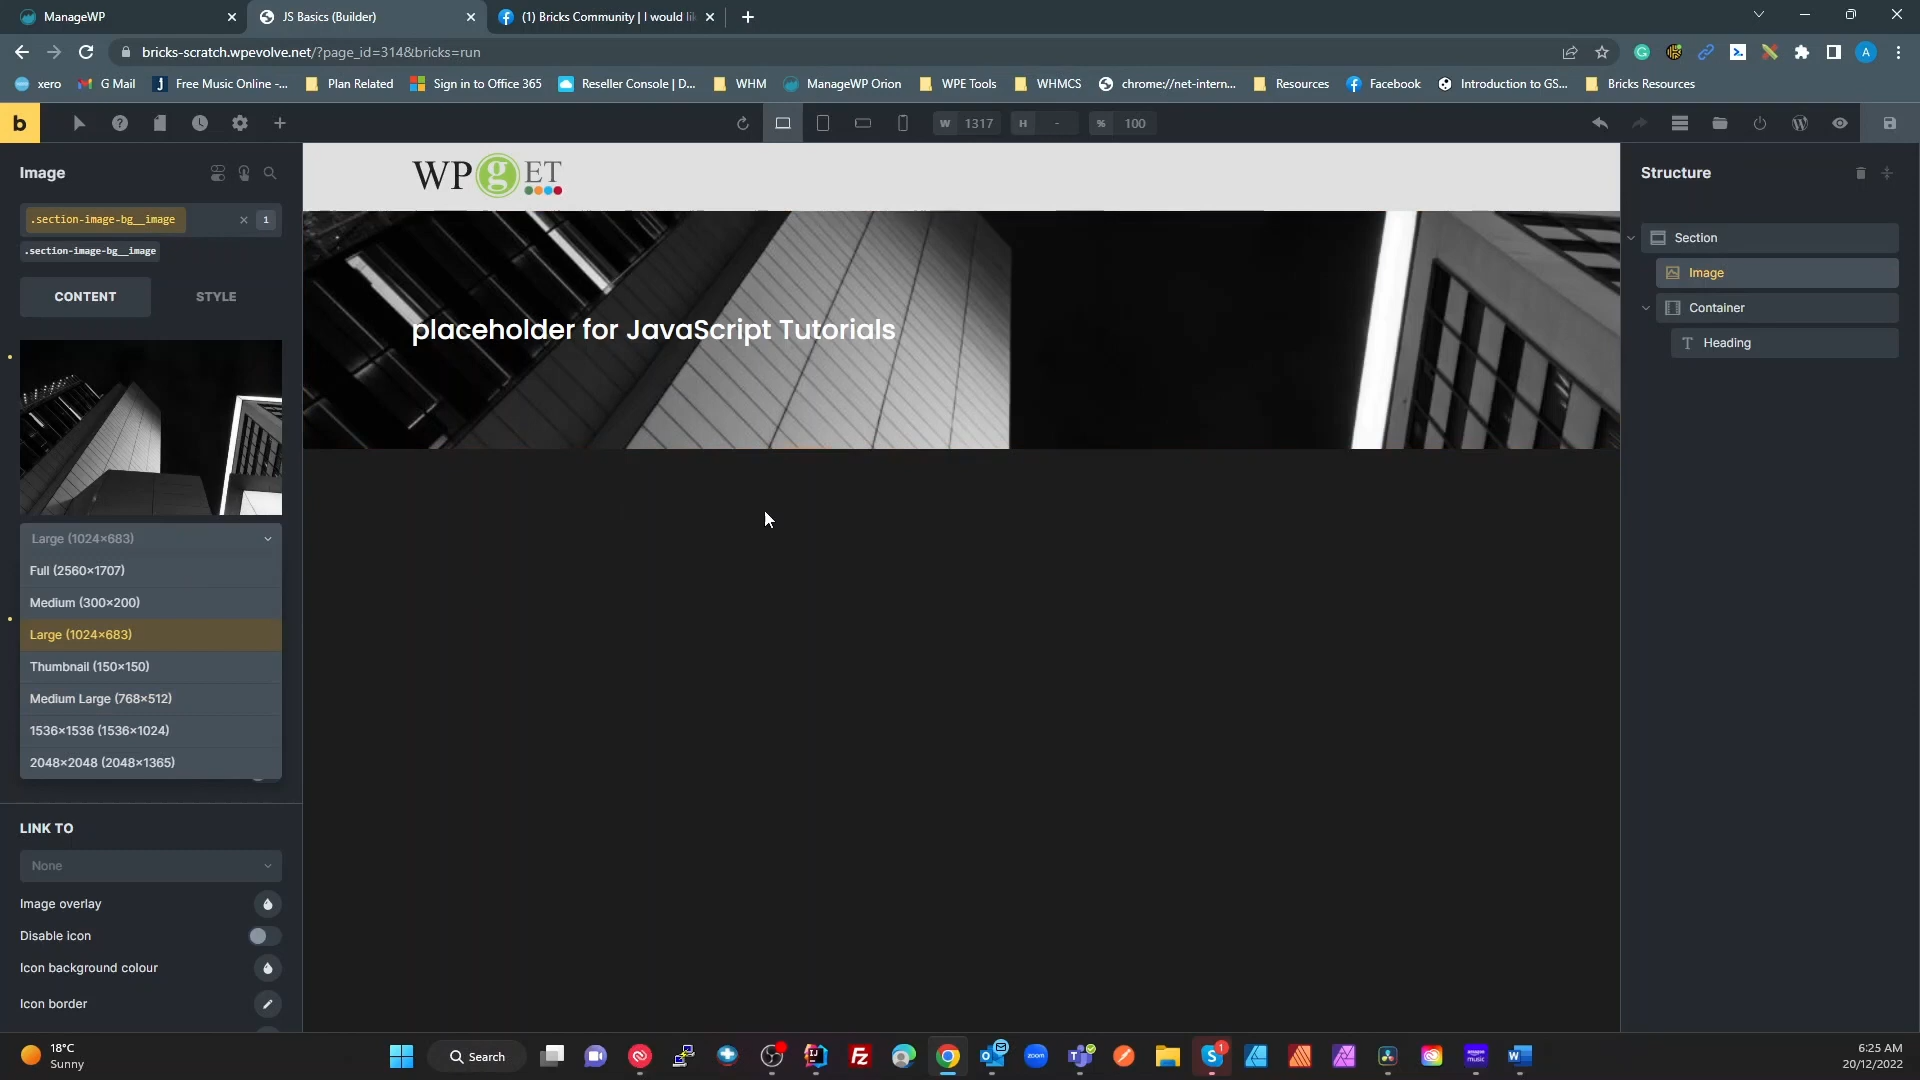 ManageWP
JS Basics (Builder)
(1) Bricks Community | I would li
bricks-scratch.wpevolve.net/?page_id=314&bricks=run
A
xero
G Mail
Free Music Online -...
Plan Related
Sign in to Office 365
Reseller Console | D...
WHM
ManageWP Orion
WPE Tools
WHMCS
chrome://net-intern...
Resources
Facebook
Introduction to GS...
Bricks Resources
b
W 1317
H -
% 100
Image
.section-image-bg__image
1
.section-image-bg__image
CONTENT
STYLE
Large (1024×683)
Full (2560×1707)
Medium (300×200)
Large (1024×683)
Thumbnail (150×150)
Medium Large (768×512)
1536×1536 (1536×1024)
2048×2048 (2048×1365)
LINK TO
None
Image overlay
Disable icon
Icon background colour
Icon border
WP g ET
placeholder for JavaScript Tutorials
Structure
Section
Image
Container
Heading
18°C
Sunny
Search
6:25 AM
20/12/2022